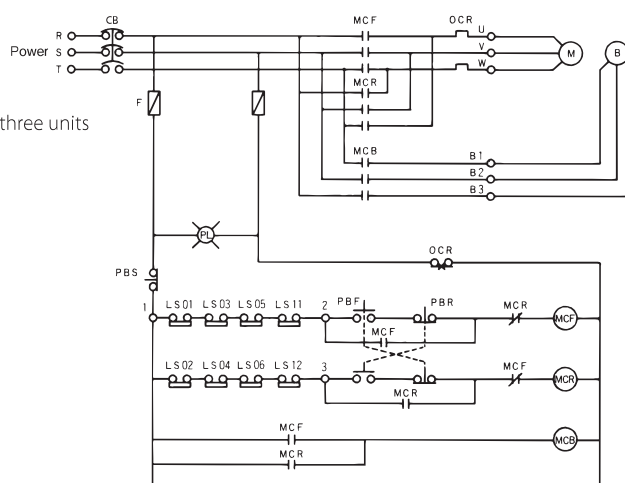 CB
MCF
OCR
U
R
Power S
V
M
B
T
W
MCR
F
three units
MCB
B1
B2
B3
PL
OCR
PBS
1
LS01 LS03 LS05 LS11
2
PBF
PBR
MCR
MCF
MCF
LS02 LS04 LS06 LS12
3
MCF
MCR
MCR
MCF
MCB
MCR